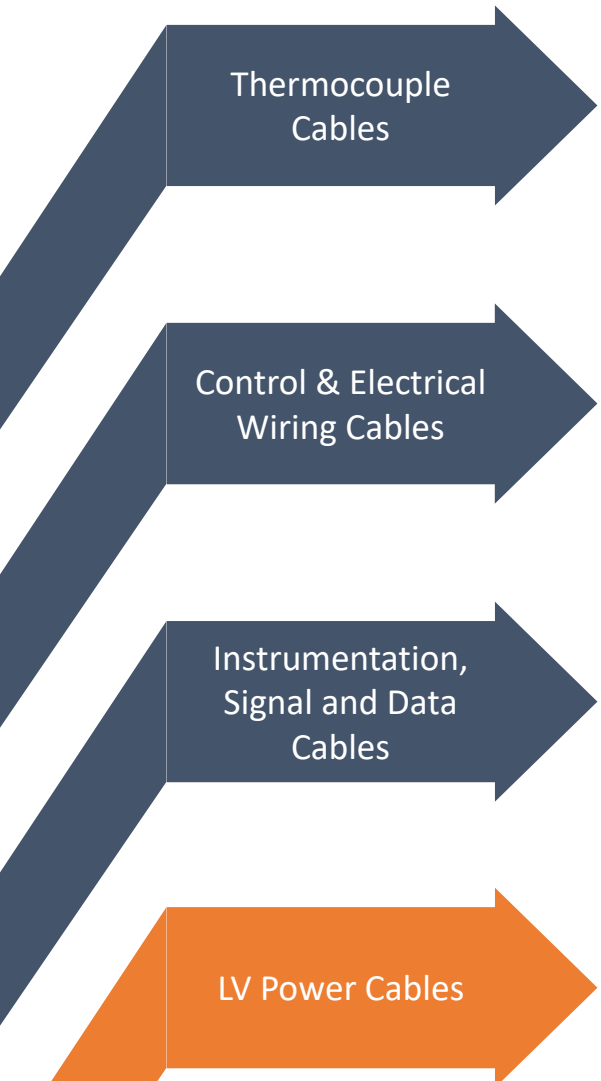 Thermocouple
Cables
Control & Electrical
Wiring Cables
Instrumentation,
Signal and Data
Cables
LV Power Cables